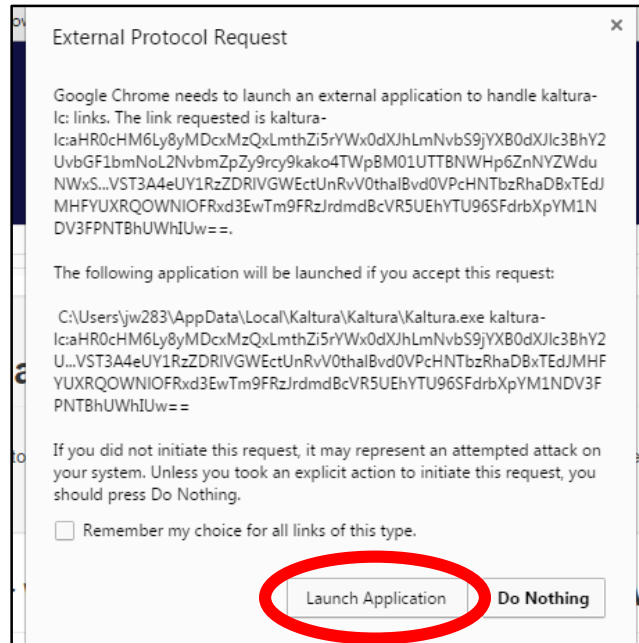 External Protocol Request
Google Chrome needs to launch an external application to handle kaltura-
lc: links. The link requested is kaltura-
lc:aHR0cHM6Ly8yMDcxMzQxLmthZi5rYWx0dXJhLmNvbS9jYXB0dXJlc3BhY2
UvbGF1bmNoL2NvbmZpZy9rcy9kako4TWpBM01UTTBNWHp6ZnNYZWdu
NWxS...VST3A4eUY1RzZDRlVGWEctUnRvV0thalBvd0VPcHNTbzRhaDBxTEdJ
MHFYUXRQOWNIOFRxd3EwTm9FRzJrdmdBcVR5UEhYTU96SFdrbXpYM1N
DV3FPNTBhUWhIUw==.
The following application will be launched if you accept this request:
C:\Users\jw283\AppData\Local\Kaltura\Kaltura\Kaltura.exe kaltura-
lc:aHR0cHM6Ly8yMDcxMzQxLmthZi5rYWx0dXJhLmNvbS9jYXB0dXJlc3BhY2
U...VST3A4eUY1RzZDRlVGWEctUnRvV0thalBvd0VPcHNTbzRhaDBxTEdJMHF
YUXRQOWNIOFRxd3EwTm9FRzJrdmdBcVR5UEhYTU96SFdrbXpYM1NDV3F
PNTBhUWhIUw==
If you did not initiate this request, it may represent an attempted attack on
your system. Unless you took an explicit action to initiate this request, you
should press Do Nothing.
Remember my choice for all links of this type.
Launch Application
Do Nothing